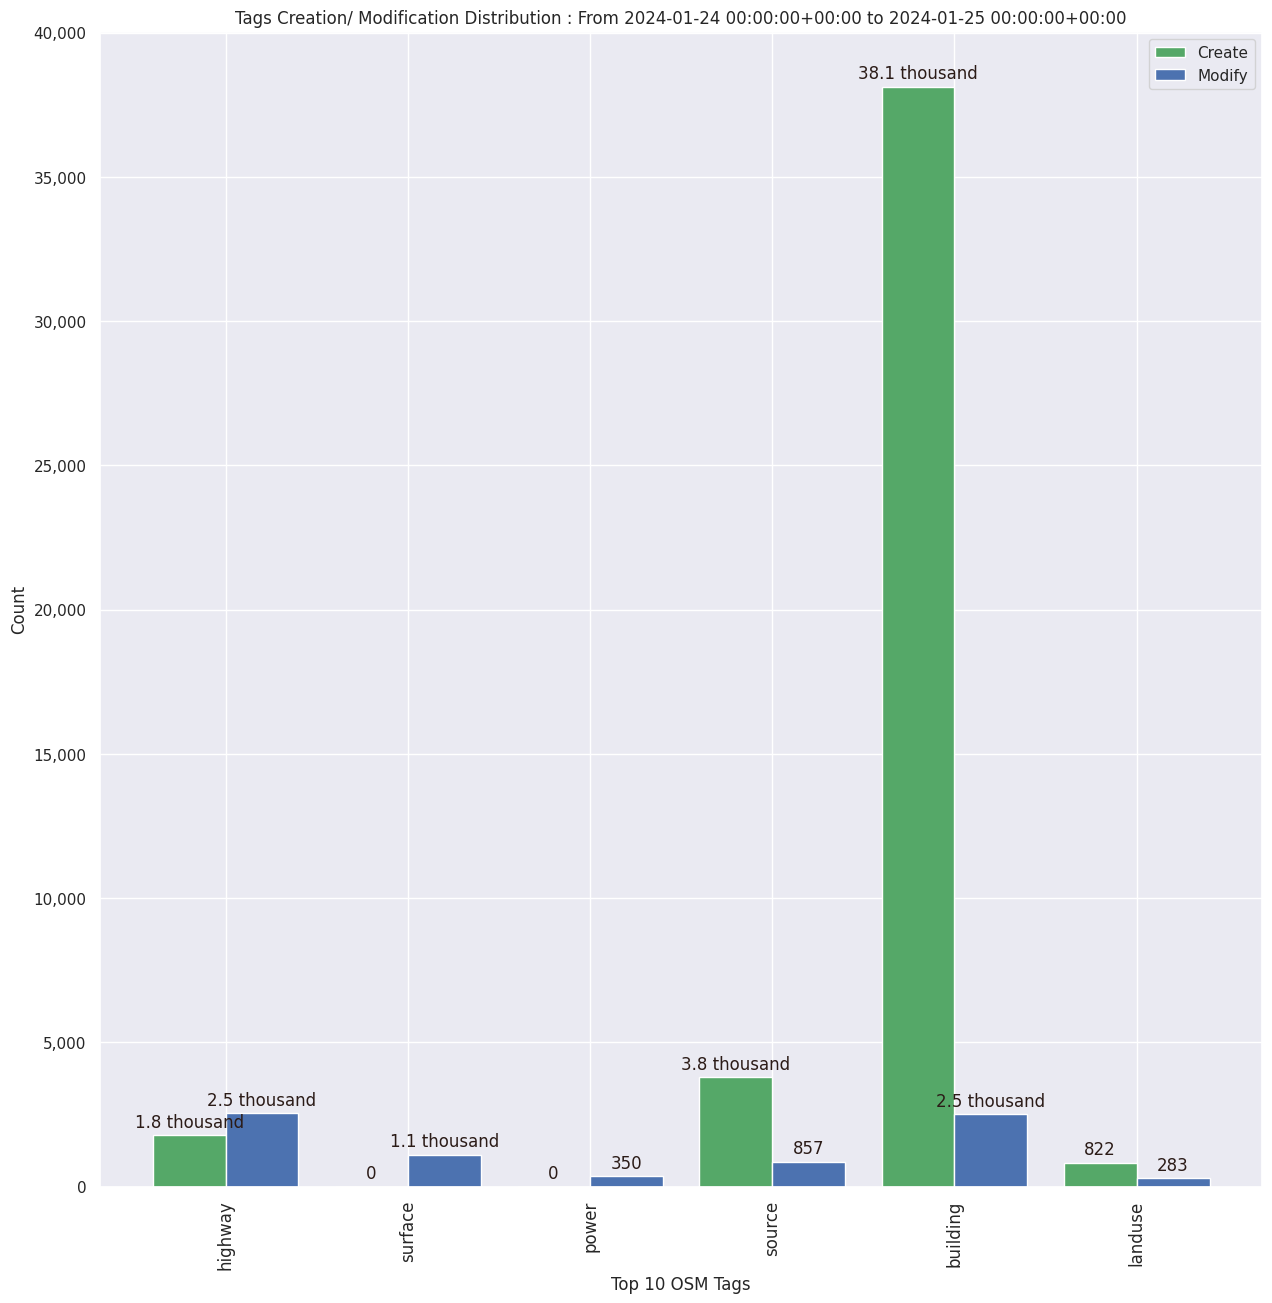 Tags Creation/ Modification Distribution : From 2024-01-24 00:00:00+00:00 to 2024-01-25 00:00:00+00:00
Create
Modify
Count
40,000
35,000
30,000
25,000
20,000
15,000
10,000
5,000
0
1.8 thousand
2.5 thousand
0
1.1 thousand
0
350
3.8 thousand
857
38.1 thousand
2.5 thousand
822
283
highway
surface
power
source
building
landuse
Top 10 OSM Tags